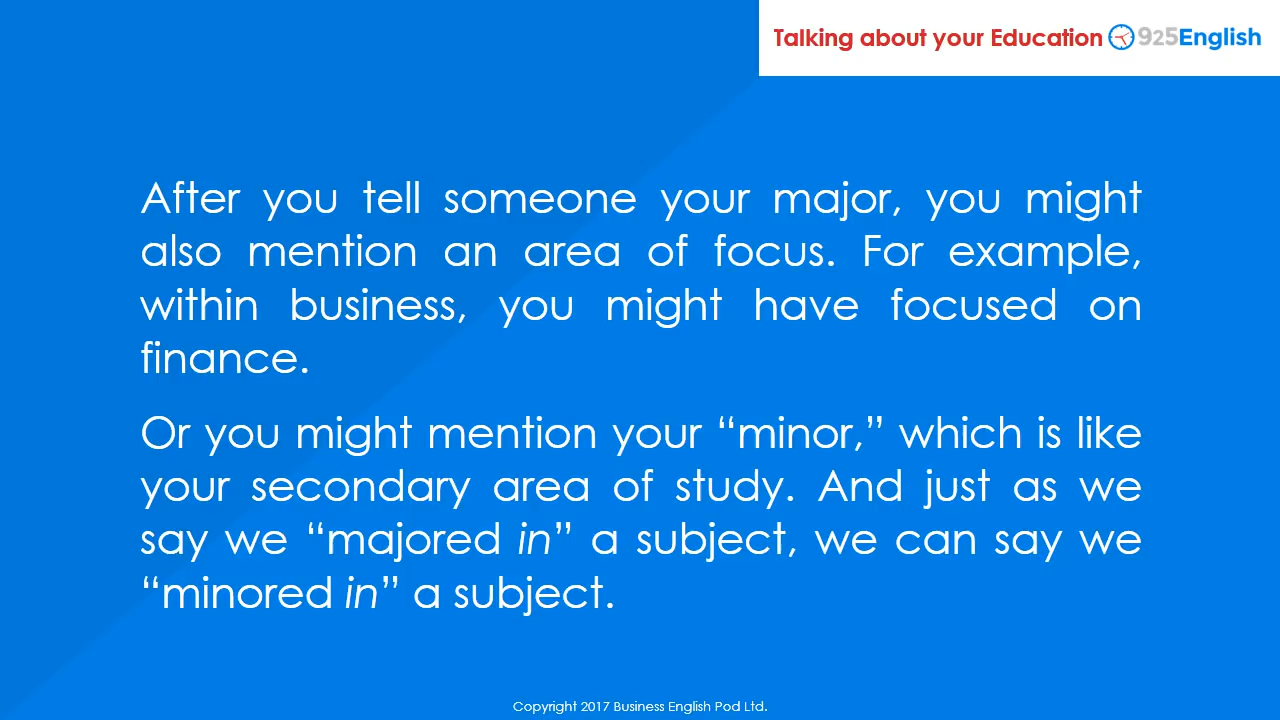 Talking about your Education 925English
After you tell someone your major, you might
also mention an area of focus. For example,
within business, you might have focused on
finance.
Or you might mention your “minor,” which is like
your secondary area of study. And just as we
say we “majored in” a subject, we can say we
“minored in” a subject.
Copyright 2017 Business English Pod Ltd.